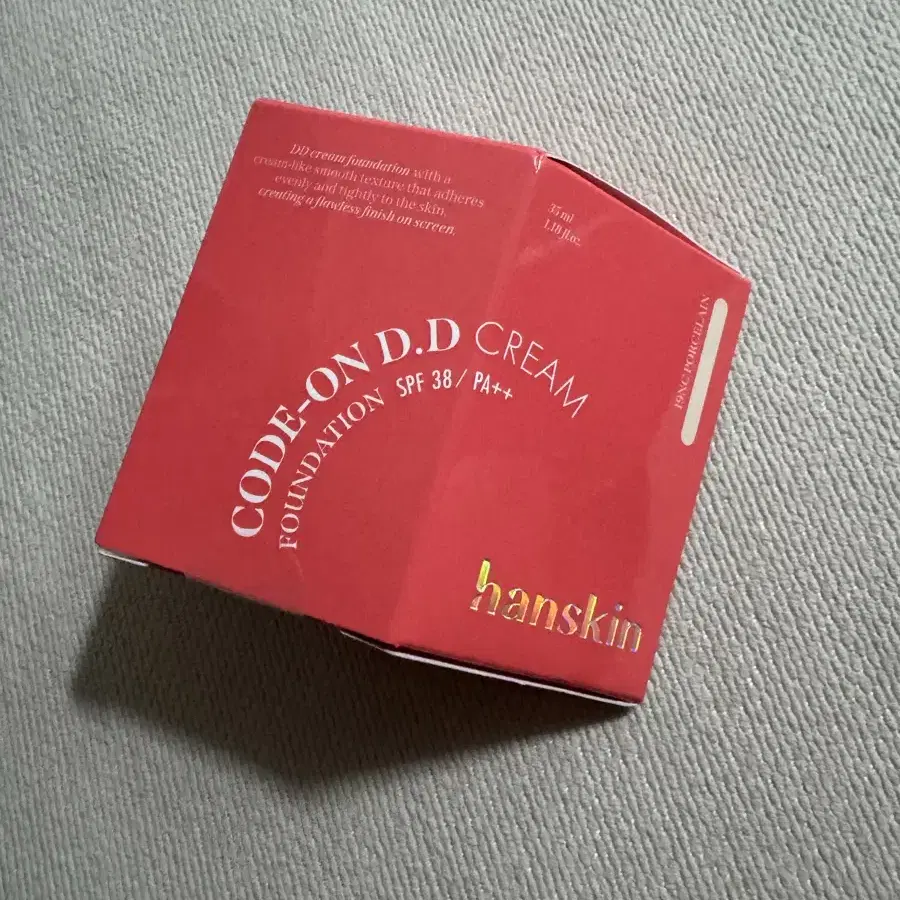 DD cream foundation with a
cream-like smooth texture that adheres
evenly and tightly to the skin,
creating a flawless finish on screen.
35 ml
1.18 fl.oz.
19NC PORCELAIN
CODE-ON D.D CREAM
FOUNDATION SPF 38 / PA++
hanskin